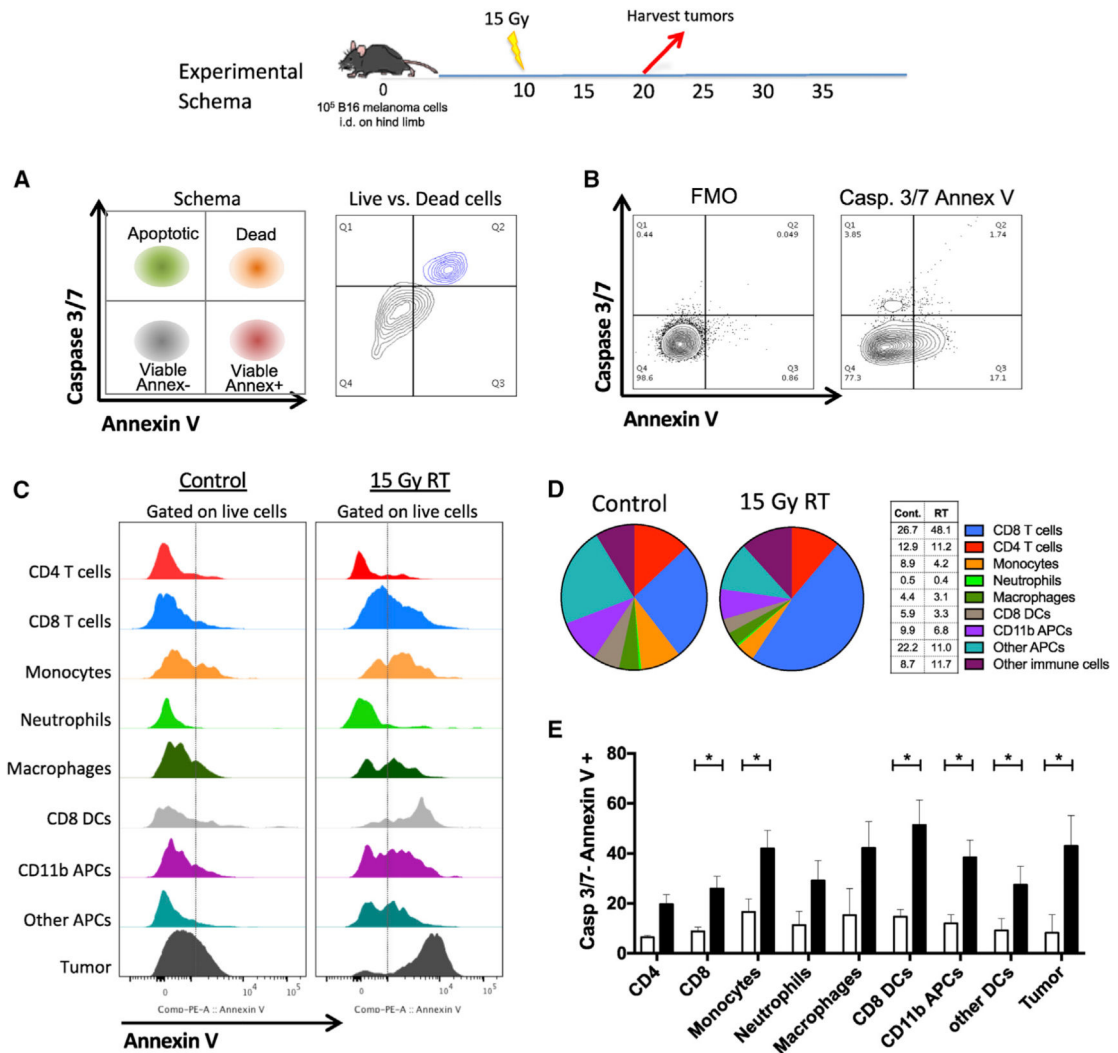 15 Gy
Harvest tumors
Experimental
Schema
0
10
15
20
25
30
35
10⁵ B16 melanoma cells
i.d. on hind limb
A
Schema
Live vs. Dead cells
Caspase 3/7
Apoptotic
Dead
Viable
Annex-
Viable
Annex+
Q1
Q2
Q4
Q3
Annexin V
B
FMO
Casp. 3/7 Annex V
Caspase 3/7
Q1
0.44
Q2
0.049
Q4
98.6
Q3
0.86
Q1
3.85
Q2
1.74
Q4
77.3
Q3
17.1
Annexin V
C
Control
15 Gy RT
Gated on live cells
Gated on live cells
CD4 T cells
CD8 T cells
Monocytes
Neutrophils
Macrophages
CD8 DCs
CD11b APCs
Other APCs
Tumor
0 10⁴ 10⁵
0 10⁴ 10⁵
Comp-PE-A :: Annexin V
Comp-PE-A :: Annexin V
Annexin V
D
Control
15 Gy RT
Cont. RT
26.7 48.1 CD8 T cells
12.9 11.2 CD4 T cells
8.9 4.2 Monocytes
0.5 0.4 Neutrophils
4.4 3.1 Macrophages
5.9 3.3 CD8 DCs
9.9 6.8 CD11b APCs
22.2 11.0 Other APCs
8.7 11.7 Other immune cells
E
Casp 3/7- Annexin V +
80
60
40
20
0
* * * * * *
CD4
CD8
Monocytes
Neutrophils
Macrophages
CD8 DCs
CD11b APCs
other DCs
Tumor